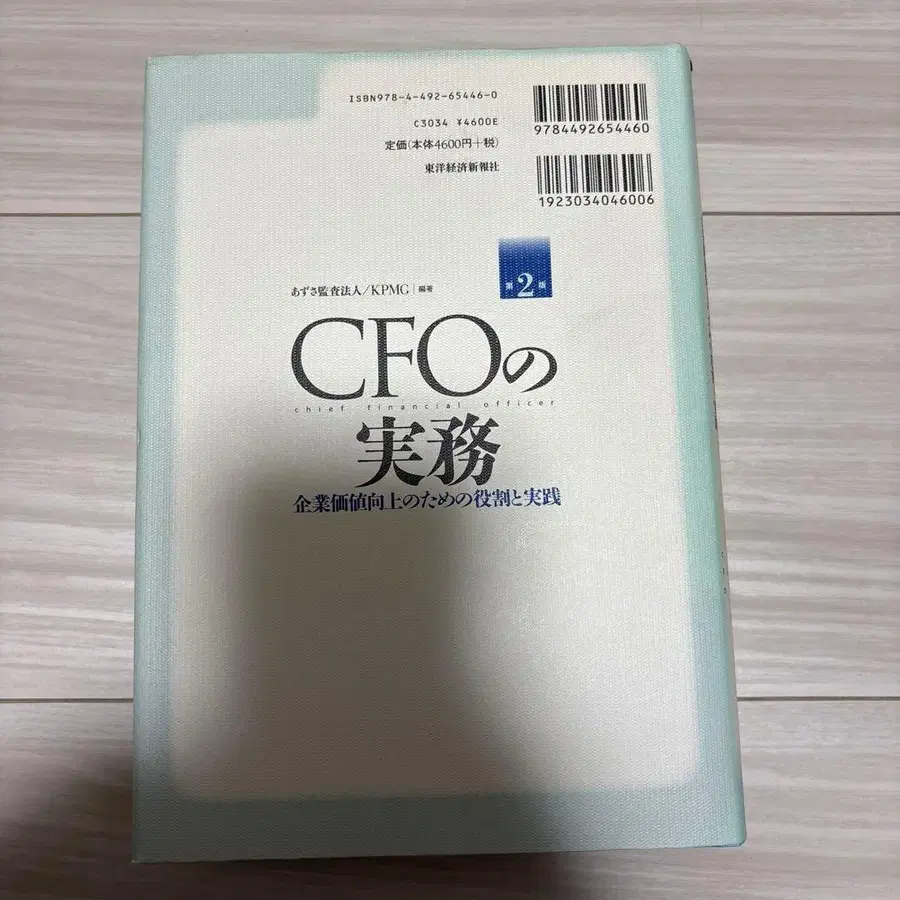 ISBN978-4-492-65446-0
C3034 ¥4600E
定価(本体4600円+税)
東洋経済新報社
9784492654460
1923034046006
第2版
あずさ監査法人/KPMG|編著
CFOの
chief financial officer
実務
企業価値向上のための役割と実践